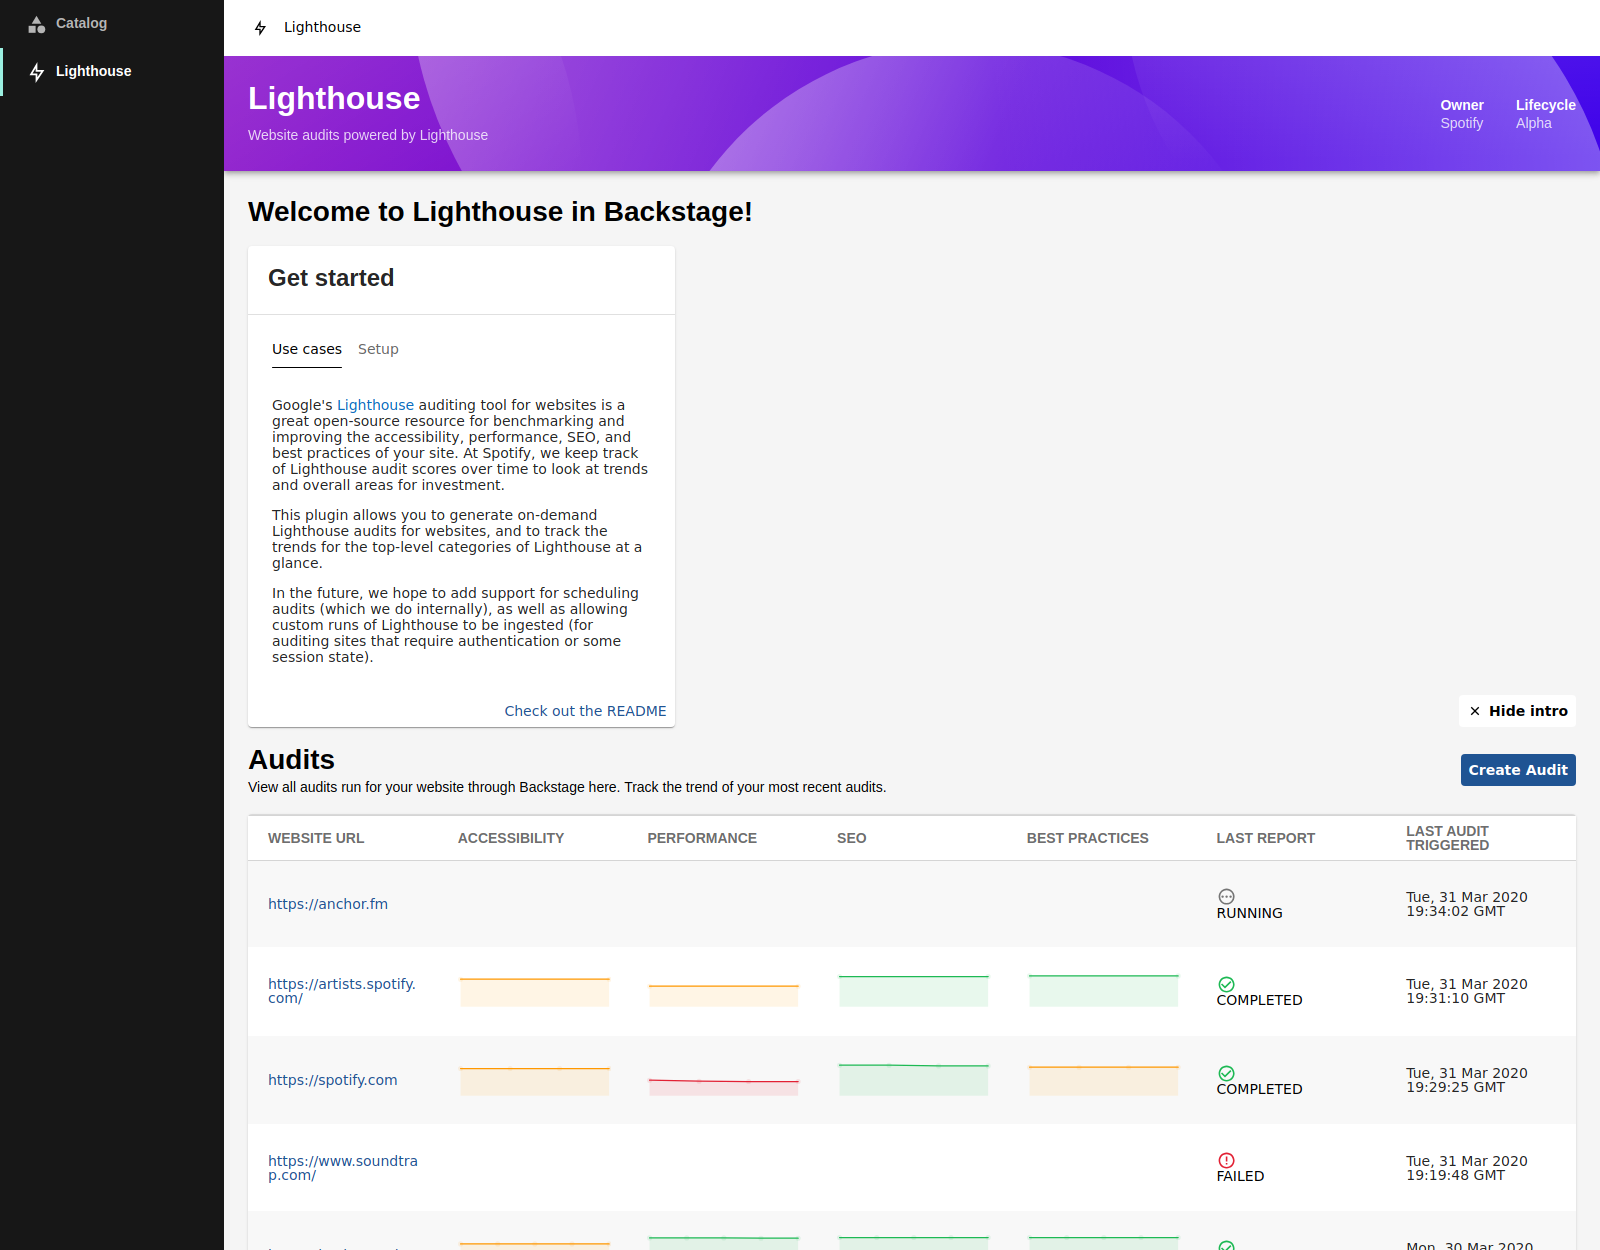 Catalog
Lighthouse
Lighthouse
Lighthouse
Website audits powered by Lighthouse
Owner
Spotify
Lifecycle
Alpha
Welcome to Lighthouse in Backstage!
Get started
Use cases
Setup
Google's Lighthouse auditing tool for websites is a
great open-source resource for benchmarking and
improving the accessibility, performance, SEO, and
best practices of your site. At Spotify, we keep track
of Lighthouse audit scores over time to look at trends
and overall areas for investment.
This plugin allows you to generate on-demand
Lighthouse audits for websites, and to track the
trends for the top-level categories of Lighthouse at a
glance.
In the future, we hope to add support for scheduling
audits (which we do internally), as well as allowing
custom runs of Lighthouse to be ingested (for
auditing sites that require authentication or some
session state).
Check out the README
Hide intro
Audits
View all audits run for your website through Backstage here. Track the trend of your most recent audits.
Create Audit
WEBSITE URL
ACCESSIBILITY
PERFORMANCE
SEO
BEST PRACTICES
LAST REPORT
LAST AUDIT
TRIGGERED
https://anchor.fm
RUNNING
Tue, 31 Mar 2020
19:34:02 GMT
https://artists.spotify.
com/
COMPLETED
Tue, 31 Mar 2020
19:31:10 GMT
https://spotify.com
COMPLETED
Tue, 31 Mar 2020
19:29:25 GMT
https://www.soundtra
p.com/
FAILED
Tue, 31 Mar 2020
19:19:48 GMT
Mon, 30 Mar 2020